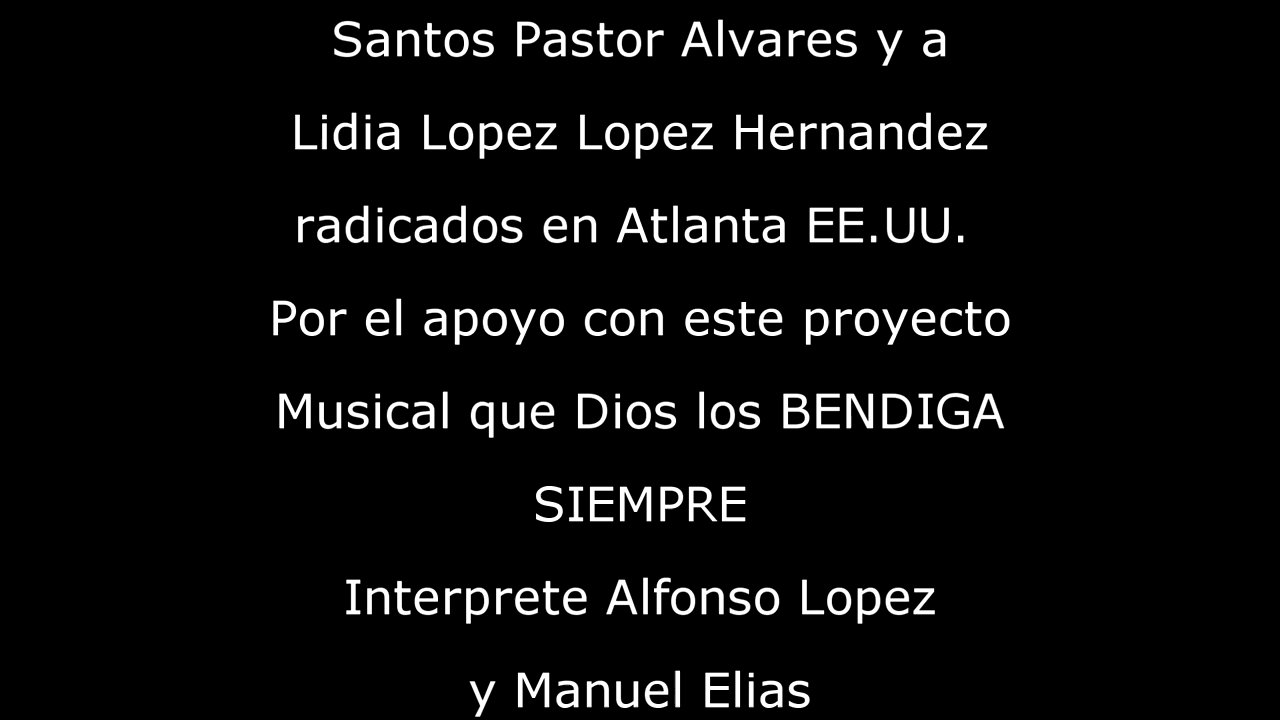 Santos Pastor Alvares y a
Lidia Lopez Lopez Hernandez
radicados en Atlanta EE.UU.
Por el apoyo con este proyecto
Musical que Dios los BENDIGA
SIEMPRE
Interprete Alfonso Lopez
y Manuel Elias